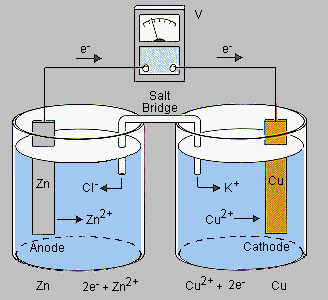 V
e⁻ e⁻
Salt
Bridge
Zn Cl⁻ K⁺ Cu
Zn²⁺ Cu²⁺
Anode Cathode
Zn 2e⁻ + Zn²⁺ Cu²⁺ + 2e⁻ Cu